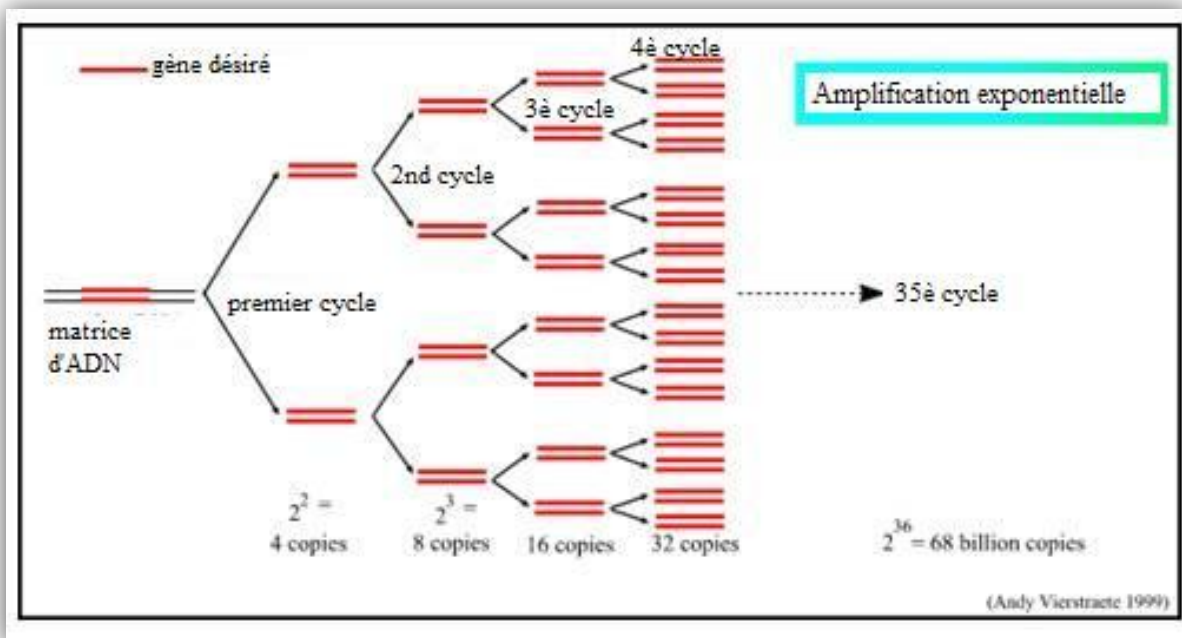 gène désiré
4è cycle
Amplification exponentielle
3è cycle
2nd cycle
premier cycle
35è cycle
matrice
d'ADN
2^2 =
4 copies
2^3 =
8 copies
16 copies
32 copies
2^36 = 68 billion copies
(Andy Vierstraete 1999)